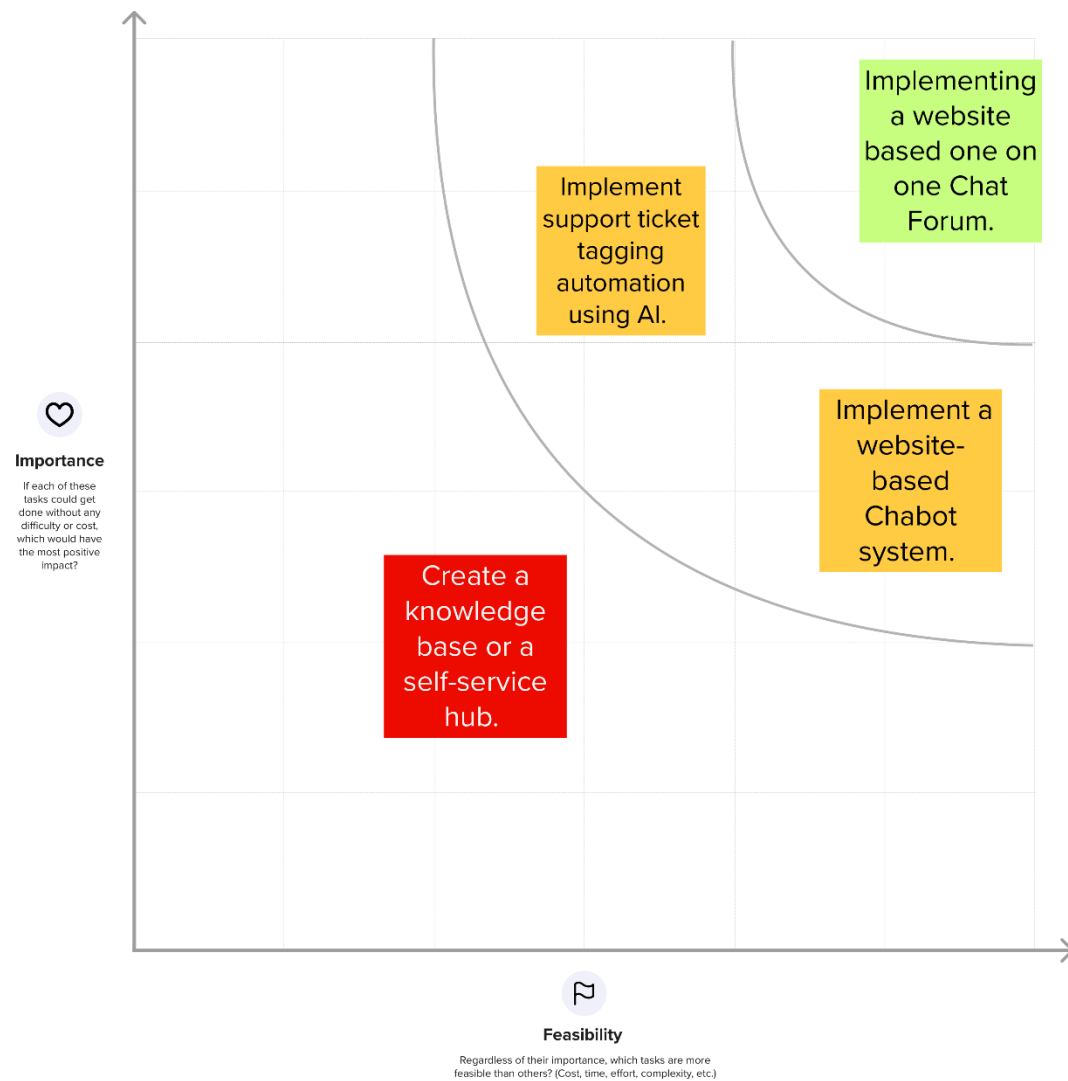 Implementing
a website
based one on
one Chat
Forum.
Implement
support ticket
tagging
automation
using AI.
Implement a
website-
based
Chabot
system.
Importance
If each of these
tasks could get
done without any
difficulty or cost,
which would have
the most positive
impact?
Create a
knowledge
base or a
self-service
hub.
Feasibility
Regardless of their importance, which tasks are more
feasible than others? (Cost, time, effort, complexity, etc.)